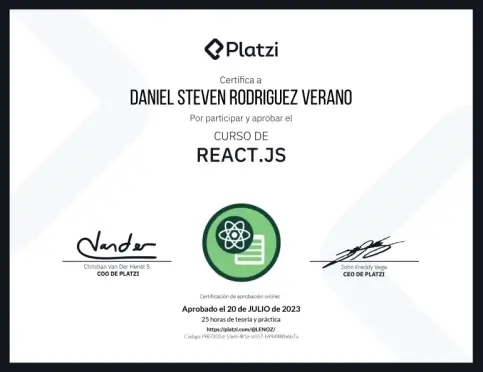 Platzi
Certifica a
DANIEL STEVEN RODRIGUEZ VERANO
Por participar y aprobar el
CURSO DE
REACT.JS
Christian Van Der Henst S
COO DE PLATZI
John Freddy Vega
CEO DE PLATZI
Certificación de aprobación online:
Aprobado el 20 de JULIO de 2023
25 horas de teoría y práctica
https://platzi.com/@LENOZ/
Código: